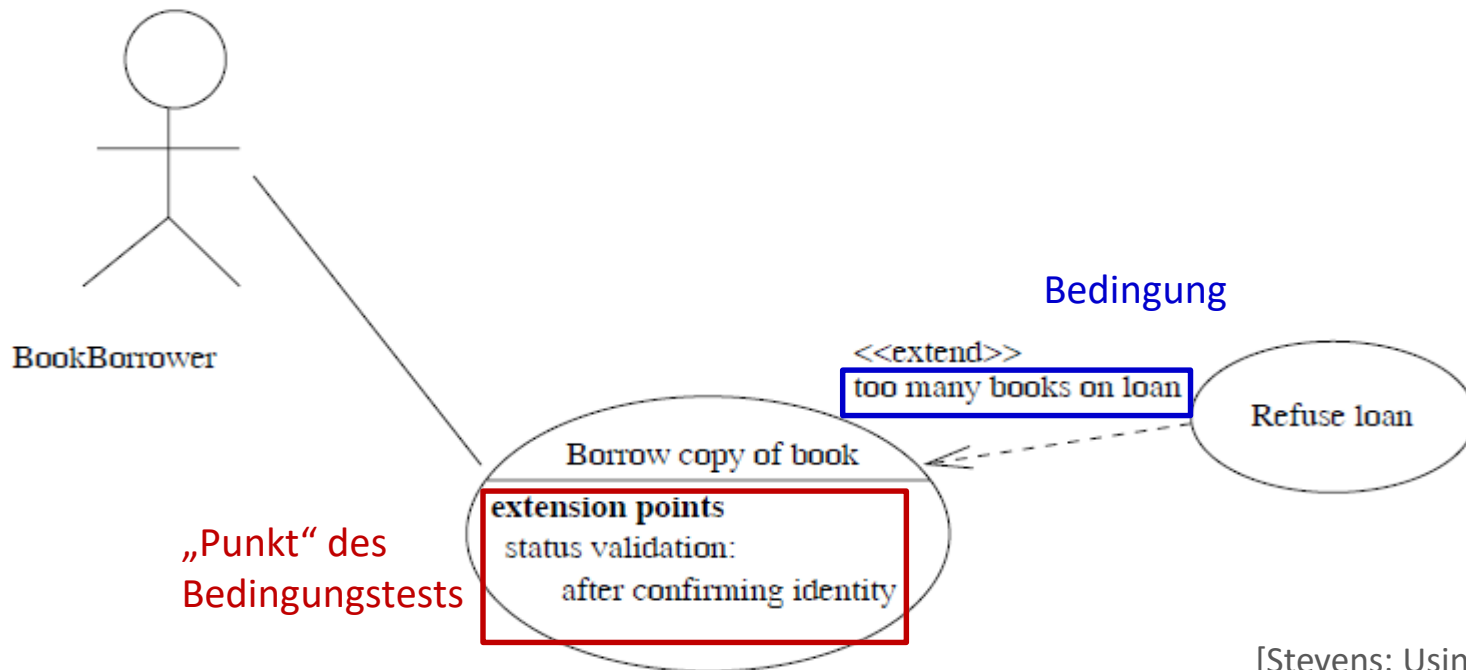 Bedingung
BookBorrower
<<extend>>
too many books on loan
Refuse loan
Borrow copy of book
extension points
status validation:
after confirming identity
„Punkt“ des
Bedingungstests
[Stevens: Usin